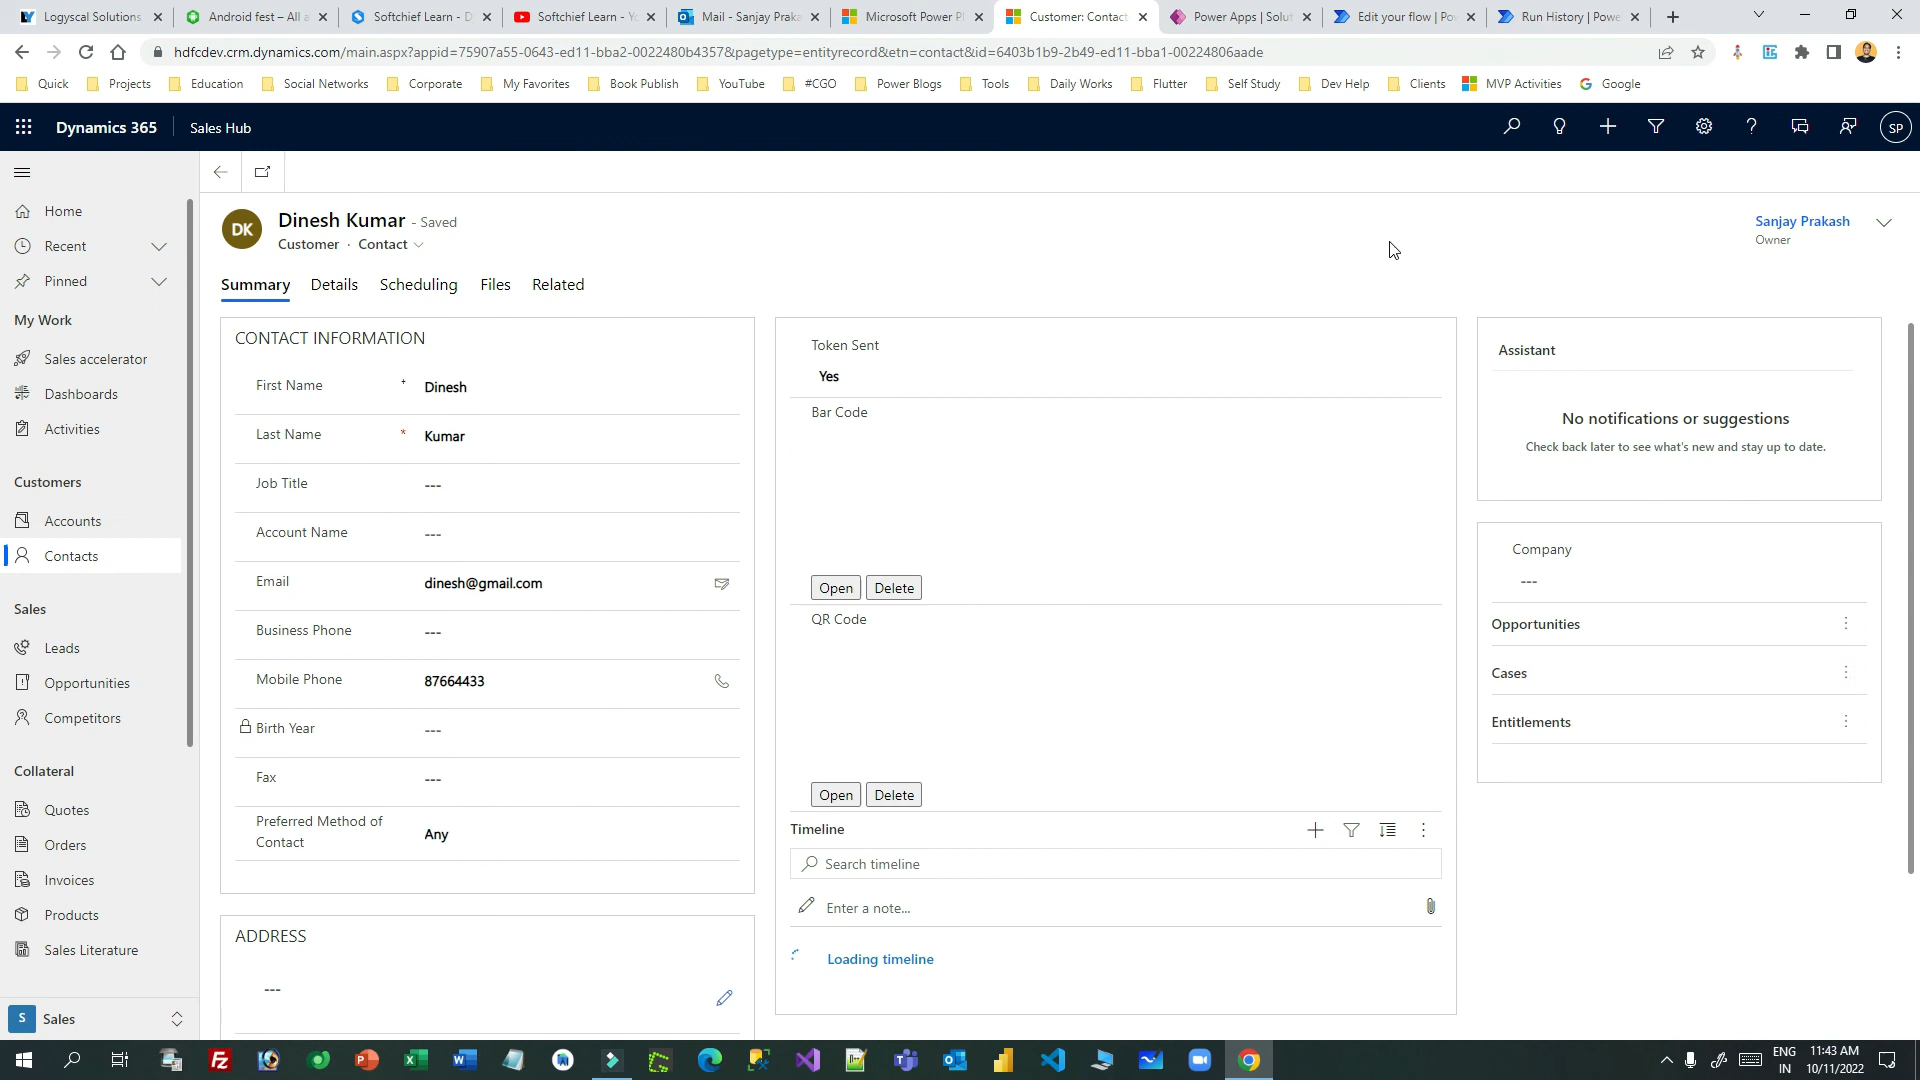 Logyscal Solutions
Android fest – All a
Softchief Learn - D
Softchief Learn - Yo
Mail - Sanjay Praka
Microsoft Power Pl
Customer: Contact
Power Apps | Solut
Edit your flow | Po
Run History | Powe
hdfcdev.crm.dynamics.com/main.aspx?appid=75907a55-0643-ed11-bba2-0022480b4357&pagetype=entityrecord&etn=contact&id=6403b1b9-2b49-ed11-bba1-00224806aade
Quick Projects Education Social Networks Corporate My Favorites Book Publish YouTube #CGO Power Blogs Tools Daily Works Flutter Self Study Dev Help Clients MVP Activities Google
Dynamics 365 Sales Hub SP
Home
Recent
Pinned
My Work
Sales accelerator
Dashboards
Activities
Customers
Accounts
Contacts
Sales
Leads
Opportunities
Competitors
Collateral
Quotes
Orders
Invoices
Products
Sales Literature
S Sales
DK
Dinesh Kumar - Saved
Customer · Contact
Sanjay Prakash
Owner
Summary Details Scheduling Files Related
CONTACT INFORMATION
First Name + Dinesh
Last Name * Kumar
Job Title ---
Account Name ---
Email dinesh@gmail.com
Business Phone ---
Mobile Phone 87664433
Birth Year ---
Fax ---
Preferred Method of Contact Any
ADDRESS
---
Token Sent
Yes
Bar Code
Open Delete
QR Code
Open Delete
Timeline
Search timeline
Enter a note...
Loading timeline
Assistant
No notifications or suggestions
Check back later to see what's new and stay up to date.
Company
---
Opportunities
Cases
Entitlements
ENG
IN
11:43 AM
10/11/2022